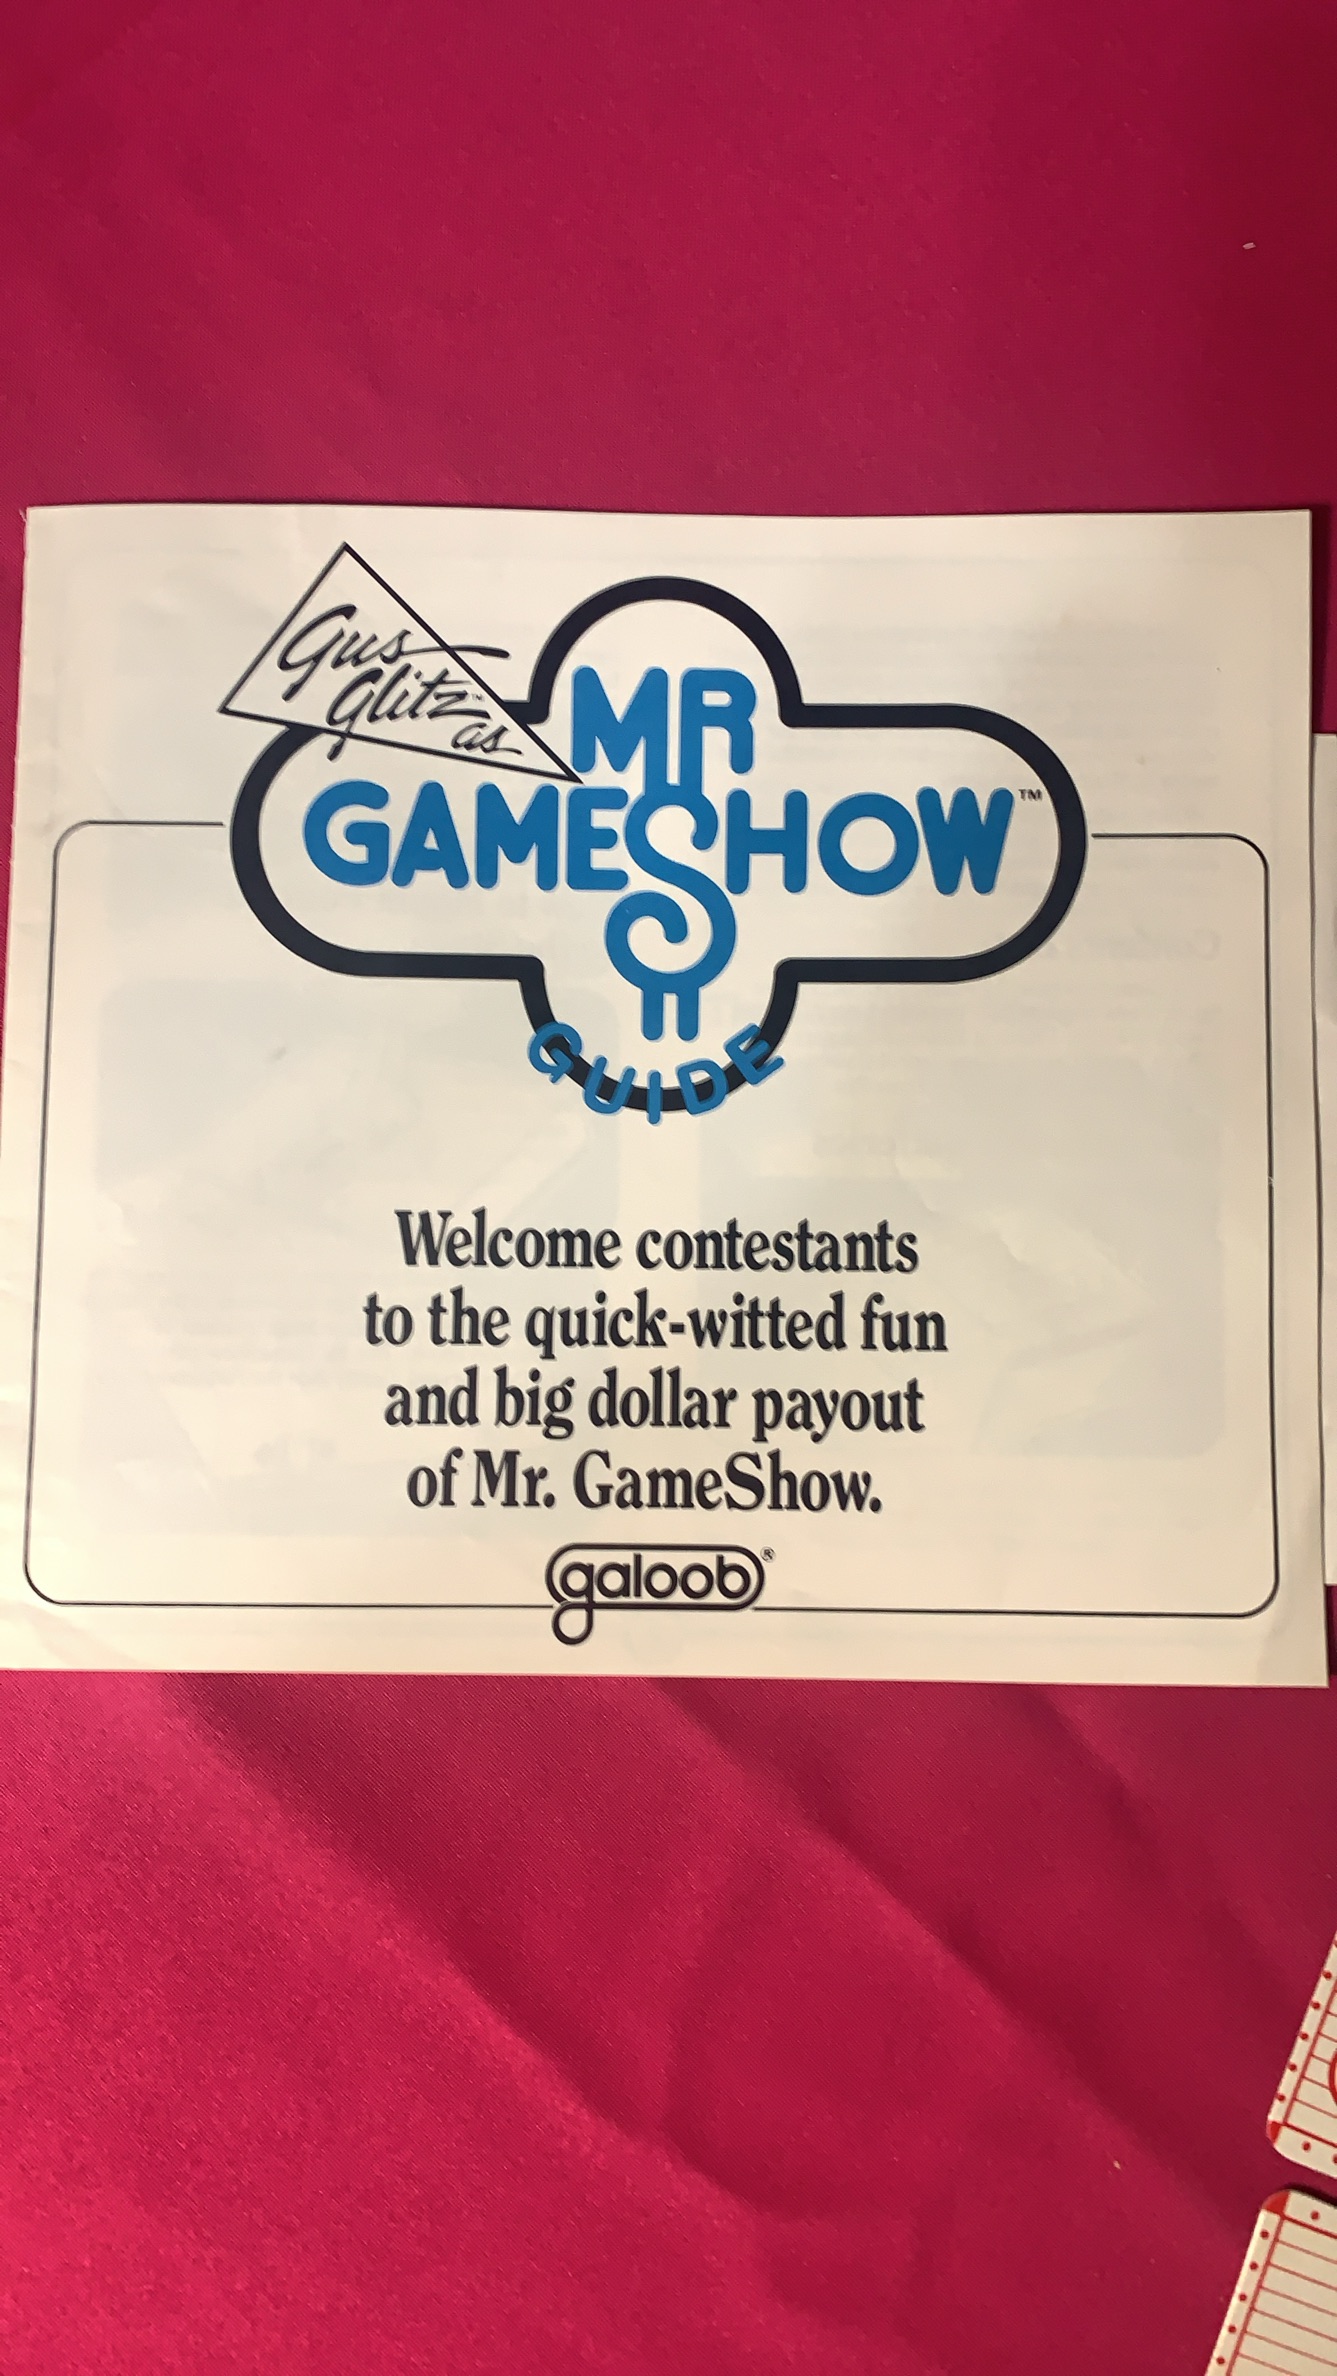 Gus
Glitz™
as
MR
GAMESHOW™
GUIDE
Welcome contestants
to the quick-witted fun
and big dollar payout
of Mr. GameShow.
galoob®